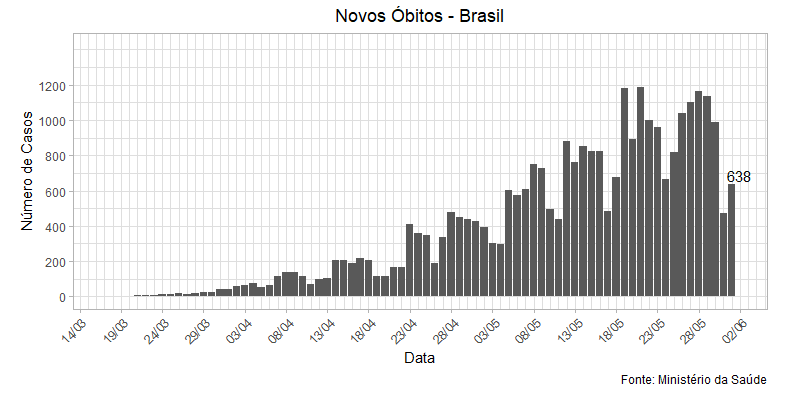 Novos Óbitos - Brasil
Número de Casos
1200
1000
800
600
400
200
0
638
14/03 19/03 24/03 29/03 03/04 08/04 13/04 18/04 23/04 28/04 03/05 08/05 13/05 18/05 23/05 28/05 02/06
Data
Fonte: Ministério da Saúde